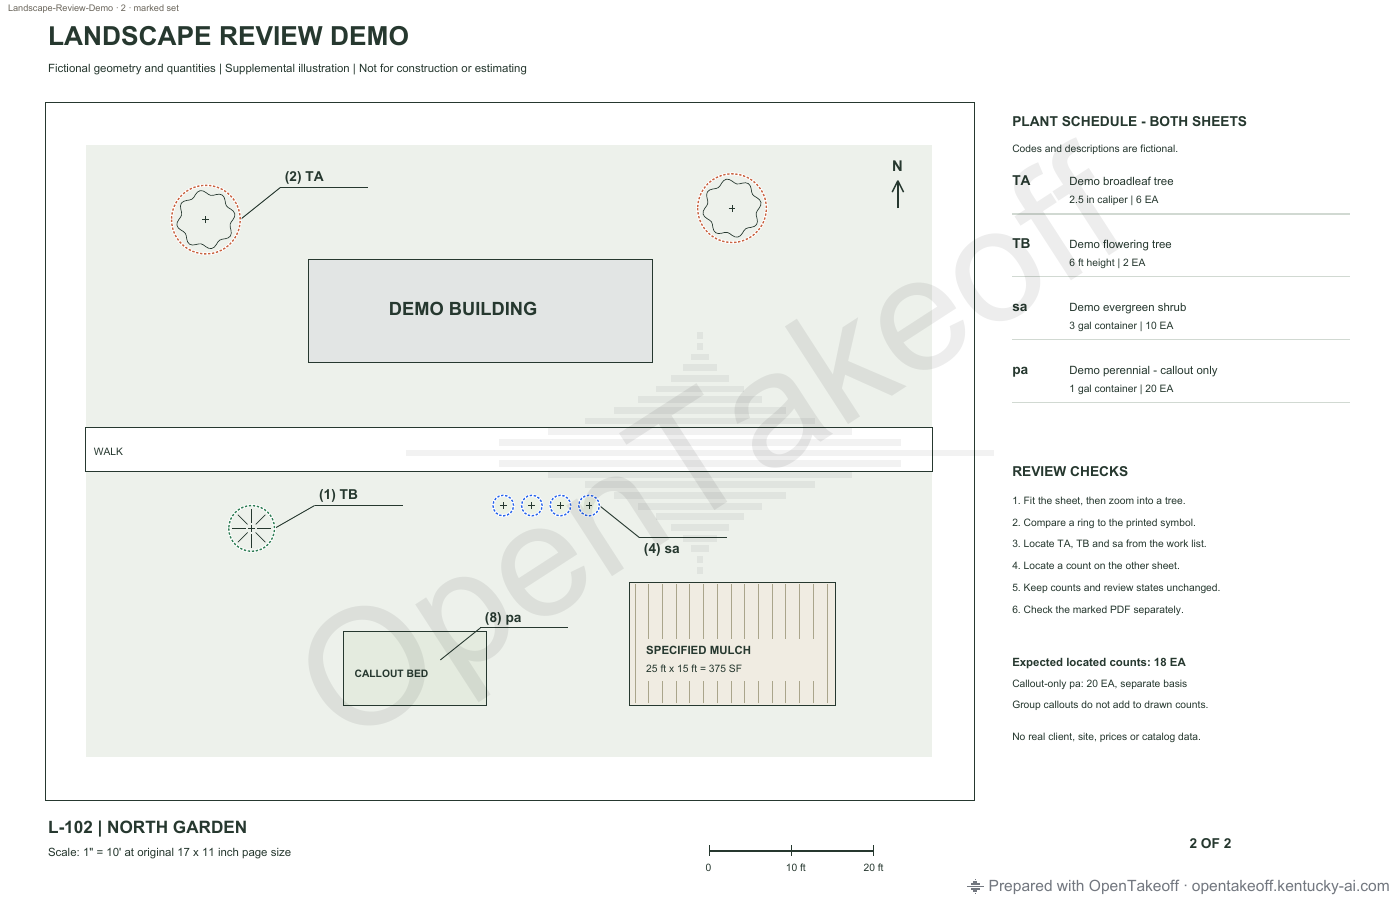 Landscape-Review-Demo · 2 · marked set
LANDSCAPE REVIEW DEMO
Fictional geometry and quantities | Supplemental illustration | Not for construction or estimating
(2) TA
N
DEMO BUILDING
WALK
(1) TB
(4) sa
(8) pa
CALLOUT BED
SPECIFIED MULCH
25 ft x 15 ft = 375 SF
OpenTakeoff
PLANT SCHEDULE - BOTH SHEETS
Codes and descriptions are fictional.
TA Demo broadleaf tree
2.5 in caliper | 6 EA
TB Demo flowering tree
6 ft height | 2 EA
sa Demo evergreen shrub
3 gal container | 10 EA
pa Demo perennial - callout only
1 gal container | 20 EA
REVIEW CHECKS
1. Fit the sheet, then zoom into a tree.
2. Compare a ring to the printed symbol.
3. Locate TA, TB and sa from the work list.
4. Locate a count on the other sheet.
5. Keep counts and review states unchanged.
6. Check the marked PDF separately.
Expected located counts: 18 EA
Callout-only pa: 20 EA, separate basis
Group callouts do not add to drawn counts.
No real client, site, prices or catalog data.
L-102 | NORTH GARDEN
Scale: 1" = 10' at original 17 x 11 inch page size
0 10 ft 20 ft
2 OF 2
Prepared with OpenTakeoff · opentakeoff.kentucky-ai.com